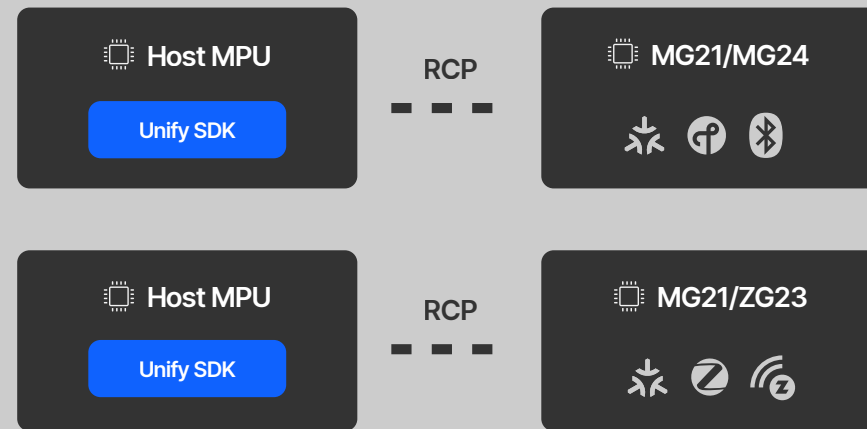 Host MPU
Unify SDK
RCP
MG21/MG24
Host MPU
Unify SDK
RCP
MG21/ZG23